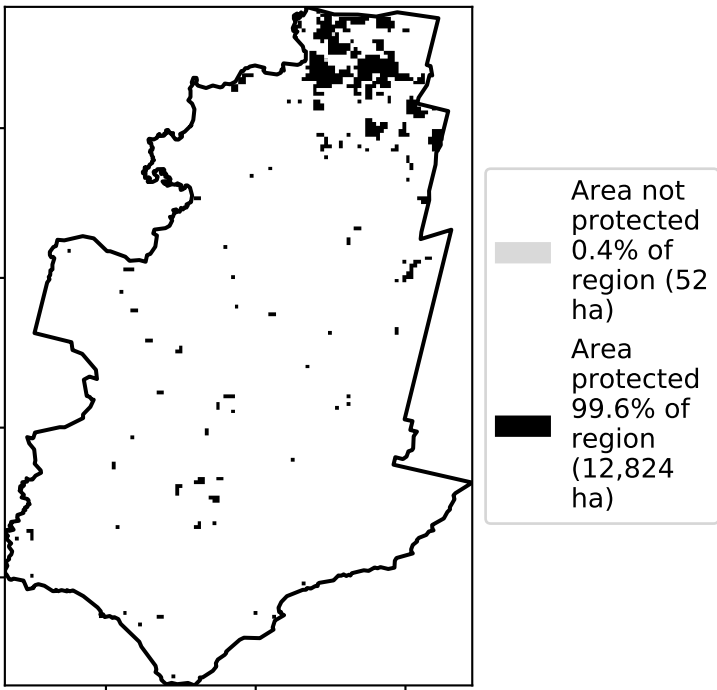 Area not
protected
0.4% of
region (52
ha)
Area
protected
99.6% of
region
(12,824
ha)